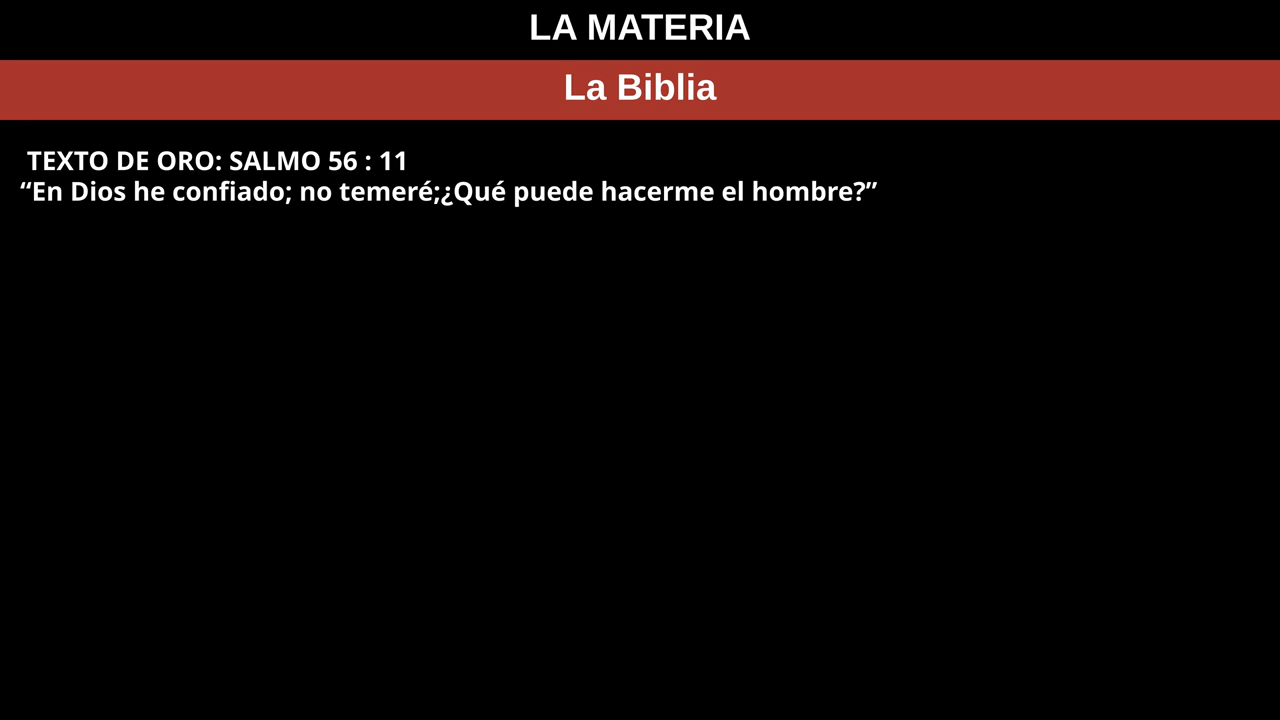 LA MATERIA
La Biblia
TEXTO DE ORO: SALMO 56 : 11
“En Dios he confiado; no temeré;¿Qué puede hacerme el hombre?”